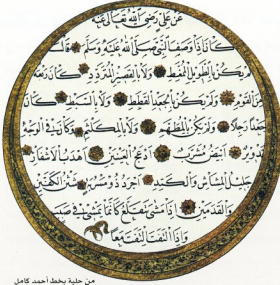 عن علي رضي الله تعالى عنه
كان إذا وصف النبي صلى الله عليه وسلم قال
لم يكن بالطويل الممغط ولا بالقصير المتردد كان ربعة
من القوم ولم يكن بالجعد القطط ولا بالسبط كان
جعدا رجلا ولم يكن بالمطهم ولا بالمكلثم وكان في الوجه
تدوير أبيض مشرب أدعج العينين أهدب الأشفار
جليل المشاش والكتد أجرد ذو مسربة شثن الكفين
والقدمين إذا مشى تقلع كأنما يمشي في صبب
وإذا التفت التفت معا
من حلية بخط أحمد كامل